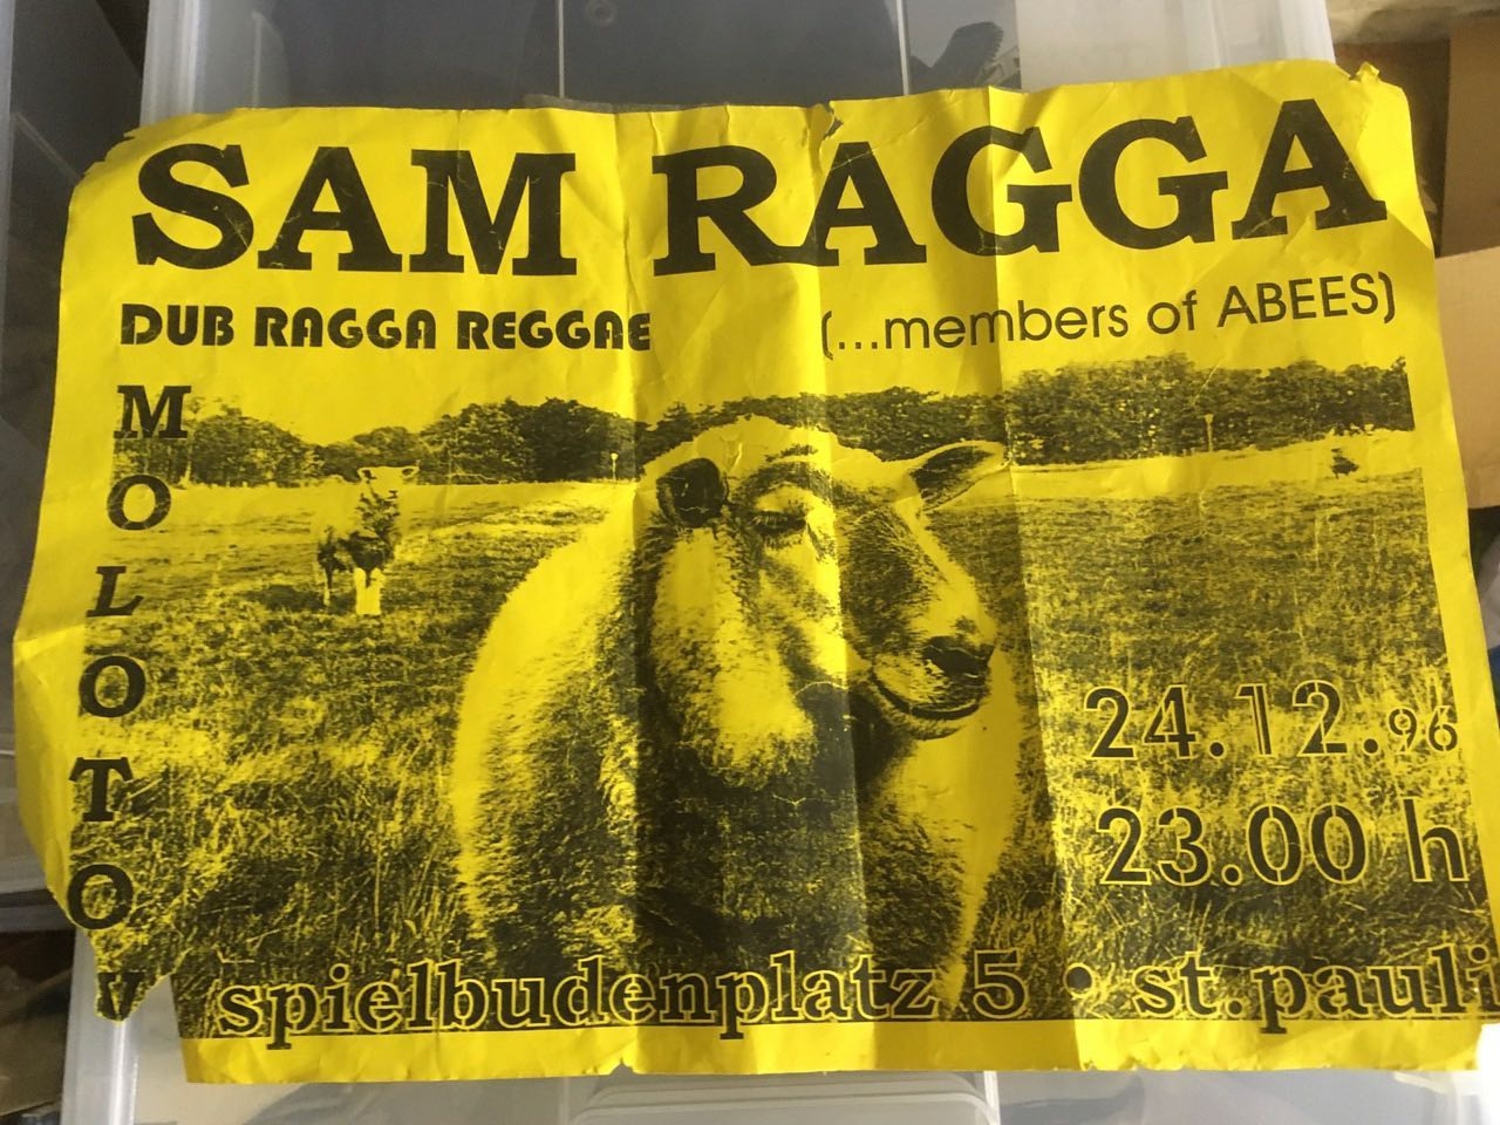 SAM RAGGA
DUB RAGGA REGGAE
(...members of ABEES)
MOLOTOV
24.12.96
23.00 h
spielbudenplatz 5 • st.pauli